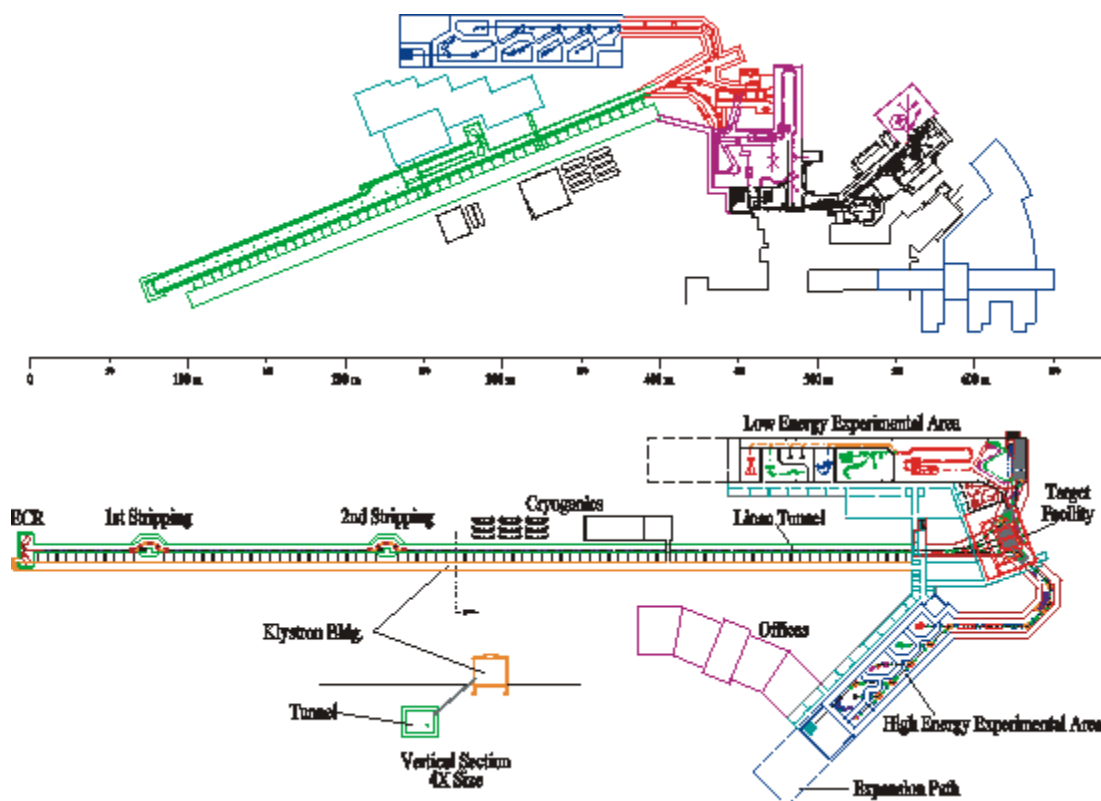 0 100 m 200 m 300 m 400 m 500 m 600 m
Low Energy Experimental Area
ECR
1st Stripping
2nd Stripping
Cryogenics
Linac Tunnel
Target
Facility
Klystron Bldg.
Offices
Tunnel
High Energy Experimental Area
Vertical Section
4X Size
Expansion Path